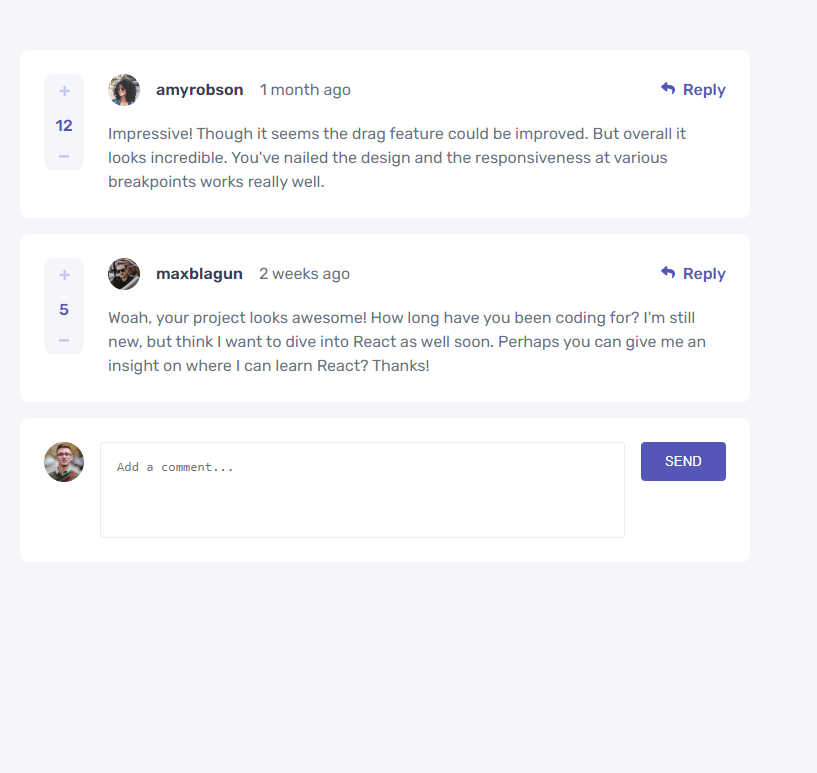 +
amyrobson 1 month ago Reply
12
−
Impressive! Though it seems the drag feature could be improved. But overall it
looks incredible. You've nailed the design and the responsiveness at various
breakpoints works really well.
+
maxblagun 2 weeks ago Reply
5
−
Woah, your project looks awesome! How long have you been coding for? I'm still
new, but think I want to dive into React as well soon. Perhaps you can give me an
insight on where I can learn React? Thanks!
Add a comment...
SEND